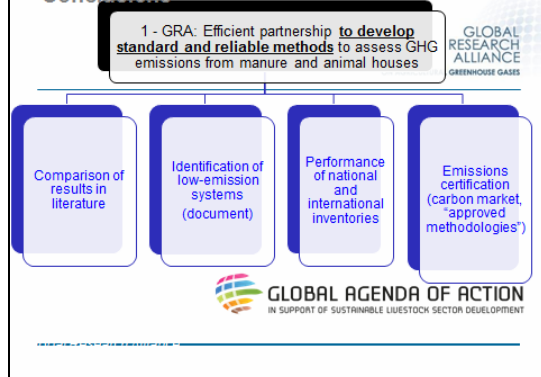 Conclusions
1 - GRA: Efficient partnership to develop
standard and reliable methods to assess GHG
emissions from manure and animal houses
GLOBAL
RESEARCH
ALLIANCE
GREENHOUSE GASES
Comparison of
results in
literature
Identification of
low-emission
systems
(document)
Performance
of national
and
international
inventories
Emissions
certification
(carbon market,
“approved
methodologies”)
GLOBAL AGENDA OF ACTION
IN SUPPORT OF SUSTAINABLE LIVESTOCK SECTOR DEVELOPMENT